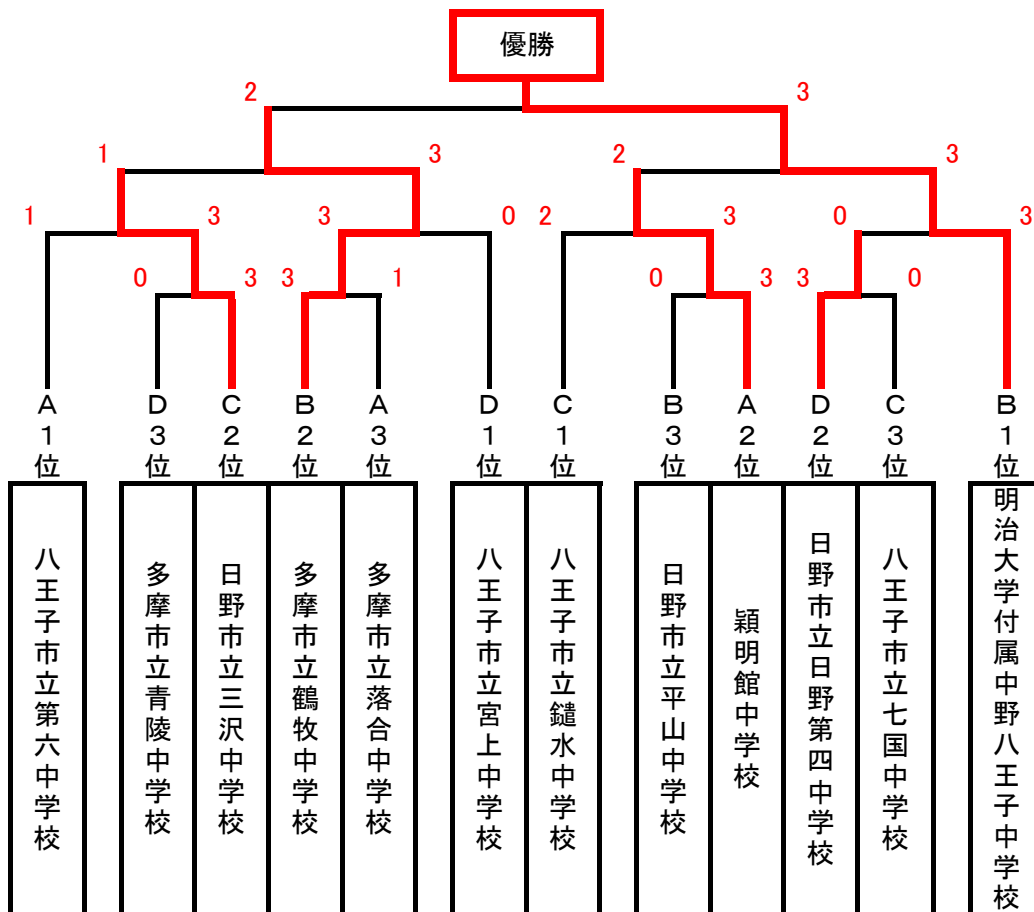 優勝
2 3
1 3 2 3
1 3 3 0 2 3 0 3
0 3 3 1 0 3 3 0
A1位
D3位
C2位
B2位
A3位
D1位
C1位
B3位
A2位
D2位
C3位
B1位
八王子市立第六中学校
多摩市立青陵中学校
日野市立三沢中学校
多摩市立鶴牧中学校
多摩市立落合中学校
八王子市立宮上中学校
八王子市立鑓水中学校
日野市立平山中学校
穎明館中学校
日野市立日野第四中学校
八王子市立七国中学校
明治大学付属中野八王子中学校